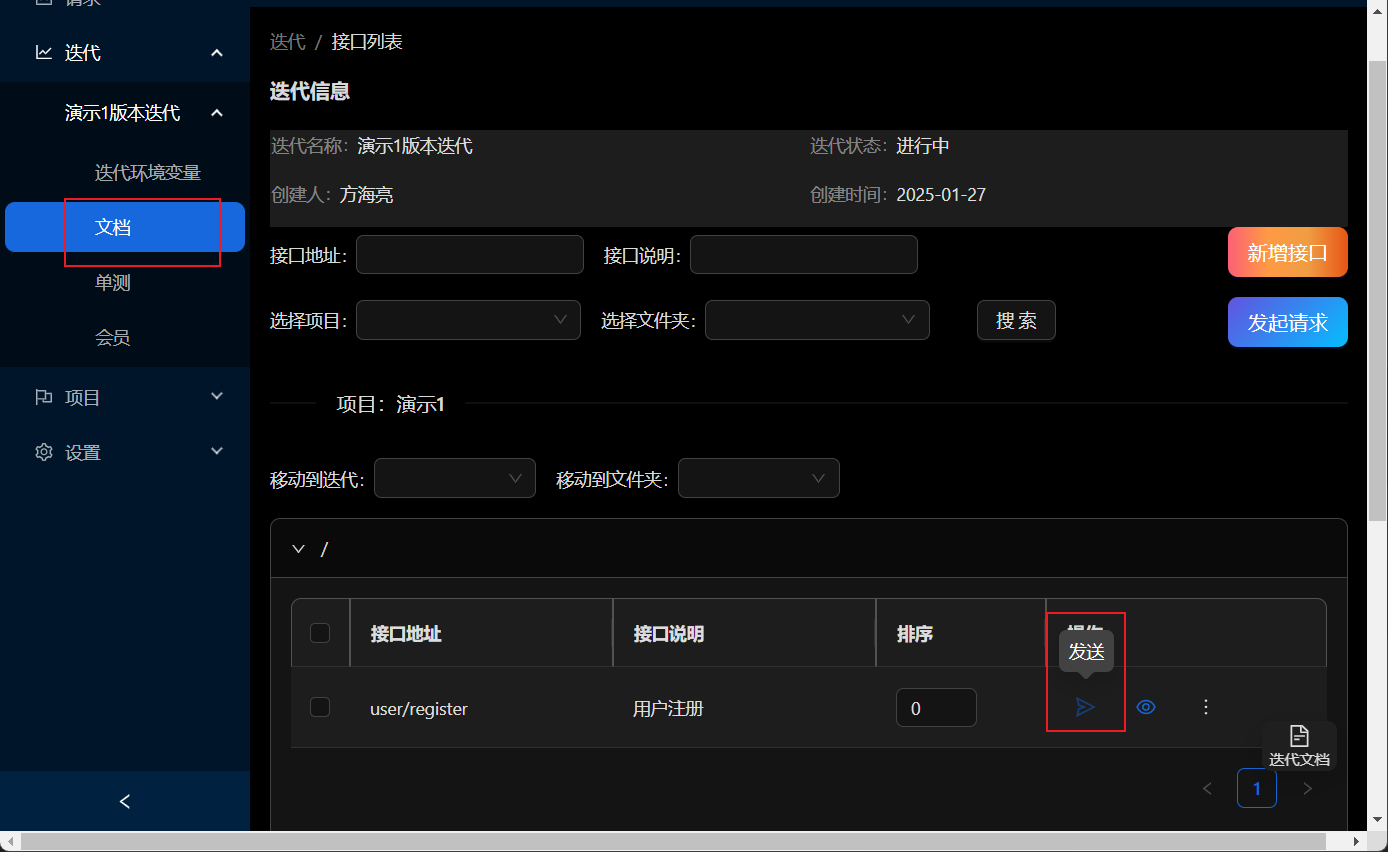 迭代
演示1版本迭代
迭代环境变量
文档
单测
会员
项目
设置
迭代 / 接口列表
迭代信息
迭代名称: 演示1版本迭代
迭代状态: 进行中
创建人: 方海亮
创建时间: 2025-01-27
接口地址:
接口说明:
新增接口
选择项目:
选择文件夹:
搜 索
发起请求
项目：演示1
移动到迭代:
移动到文件夹:
/
接口地址 接口说明 排序
发送
user/register 用户注册 0
迭代文档
1